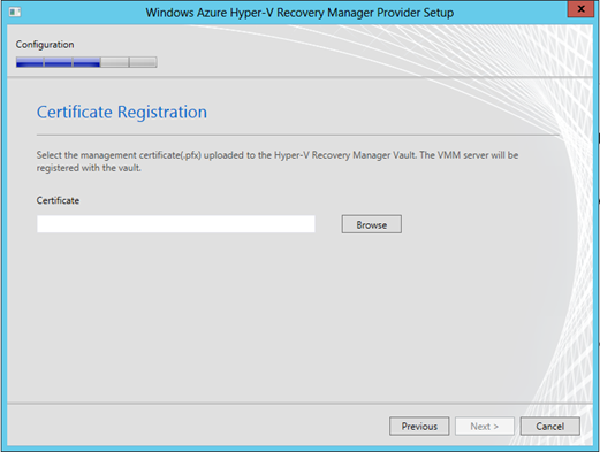 Windows Azure Hyper-V Recovery Manager Provider Setup
Configuration
Certificate Registration
Select the management certificate(.pfx) uploaded to the Hyper-V Recovery Manager Vault. The VMM server will be
registered with the vault.
Certificate
Browse
Previous
Next >
Cancel